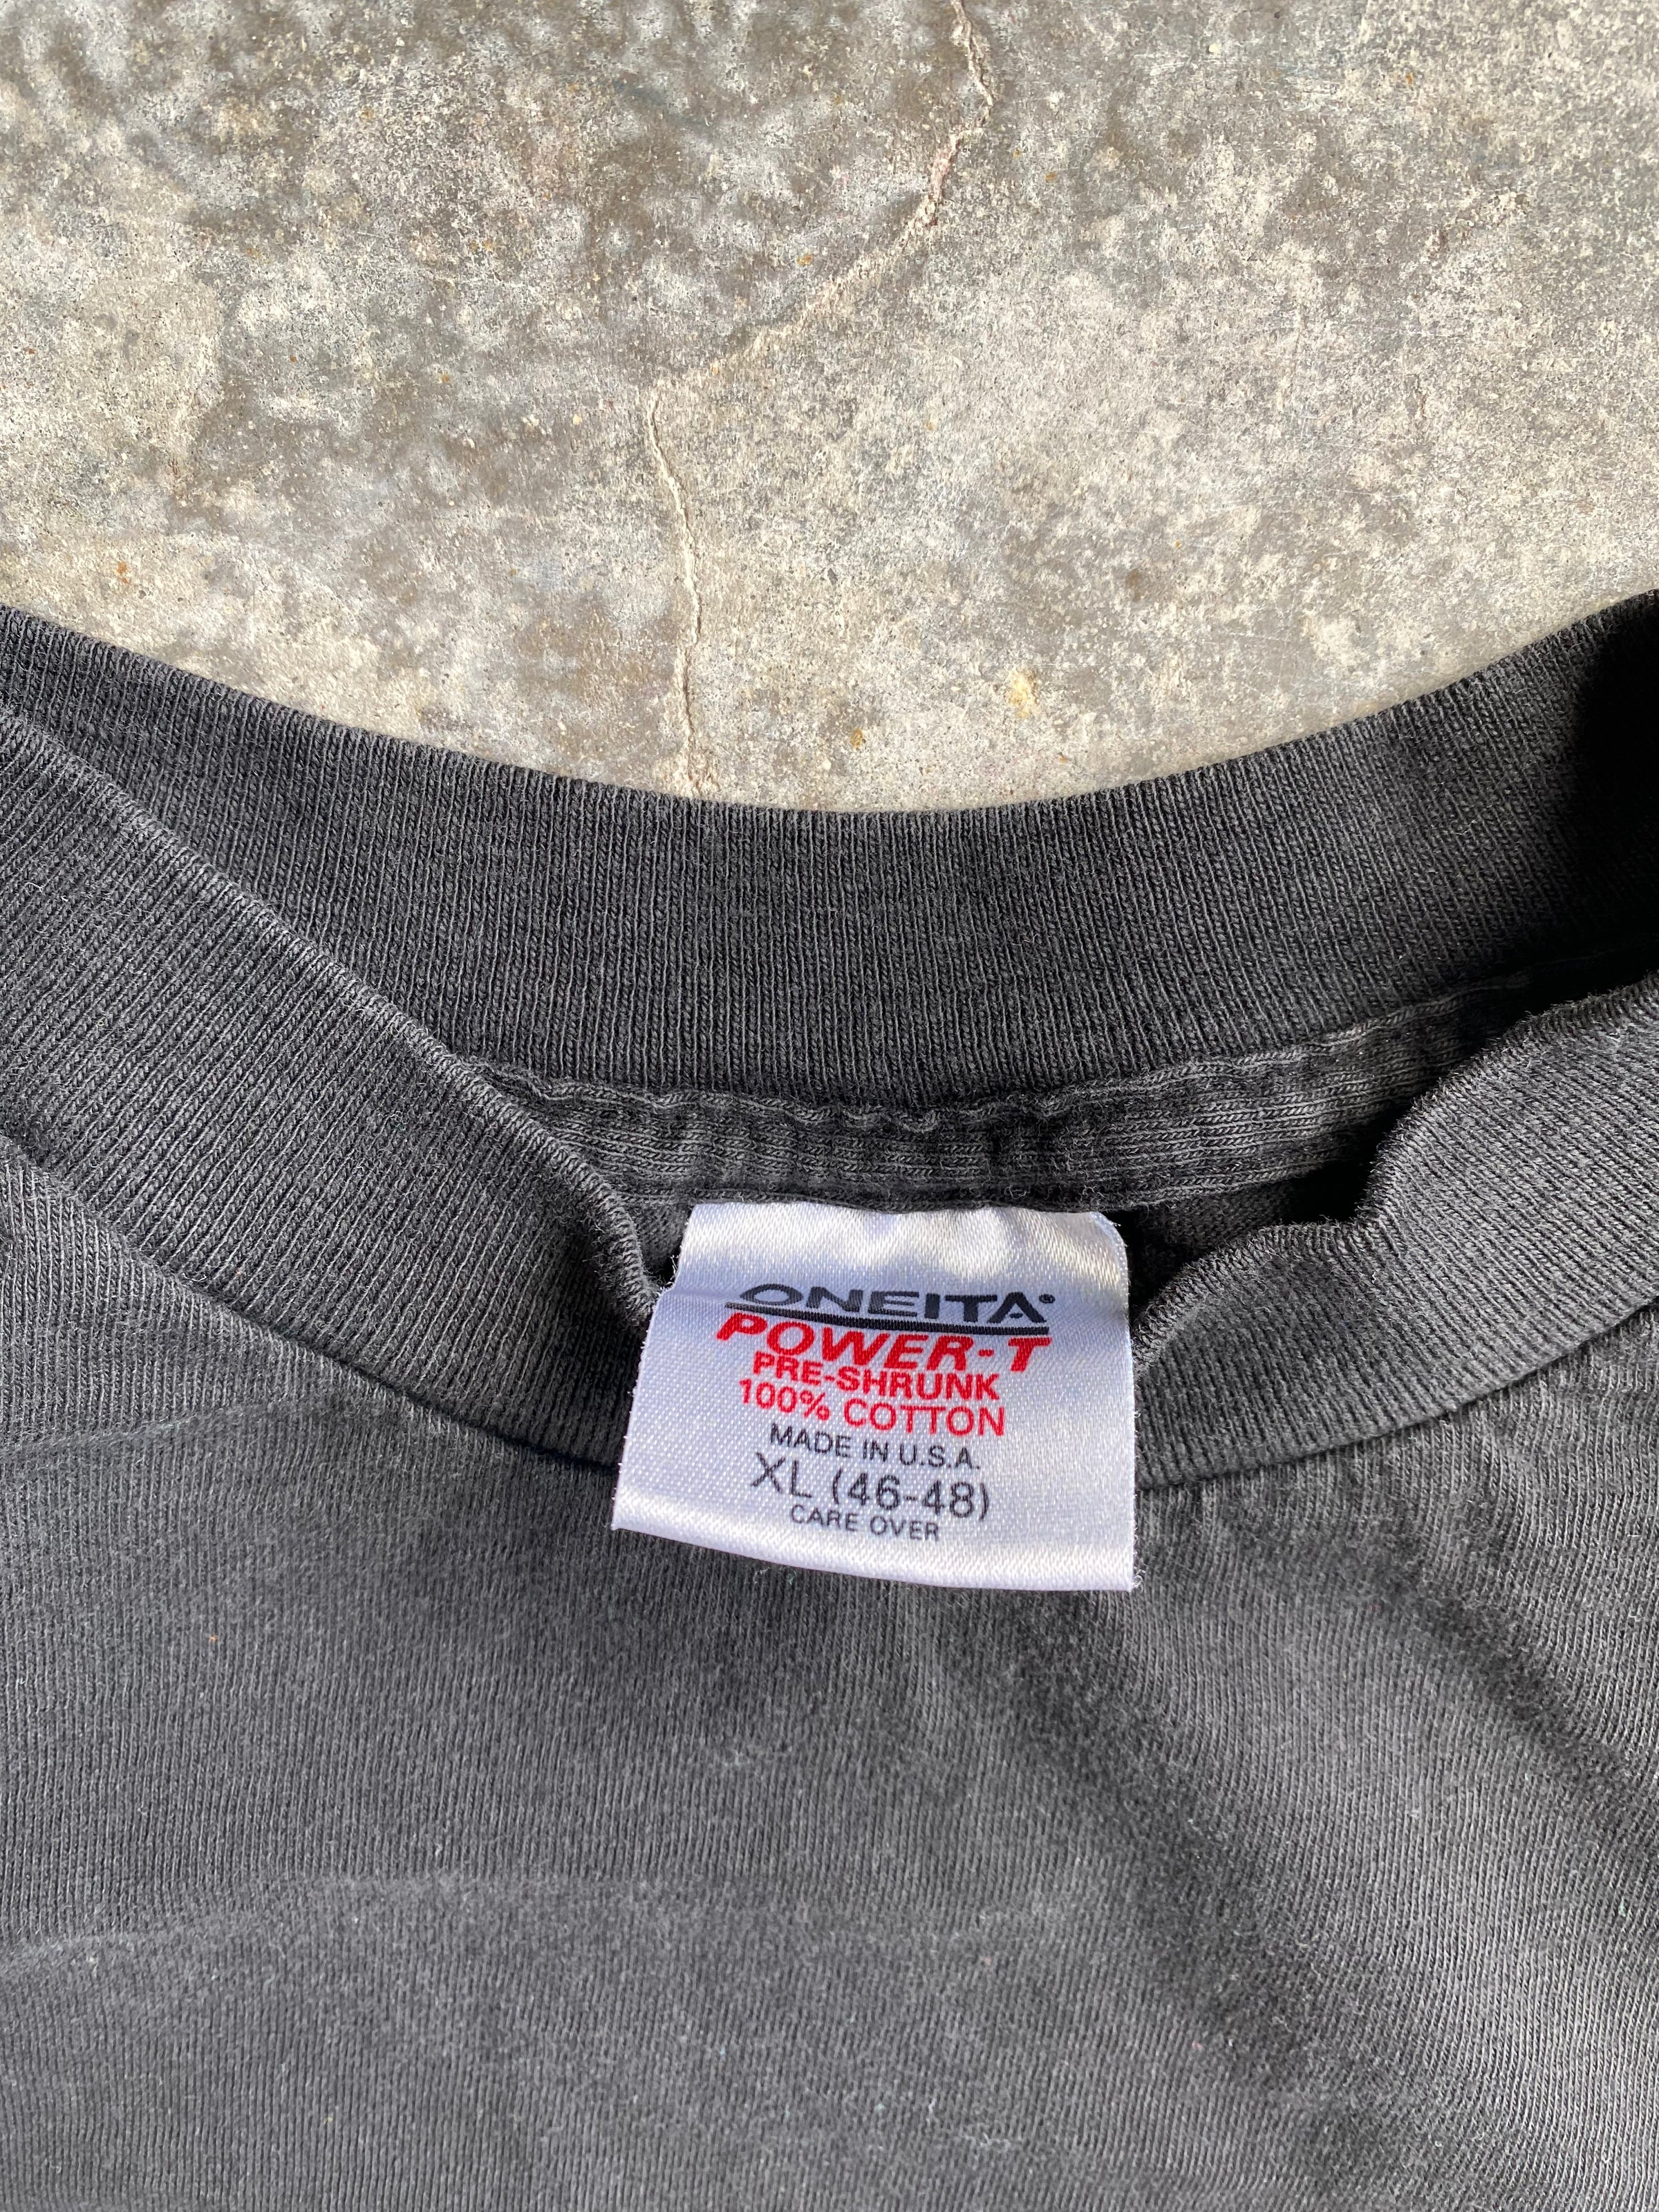 ONEITA®
POWER-T
PRE-SHRUNK
100% COTTON
MADE IN U.S.A.
XL (46-48)
CARE OVER